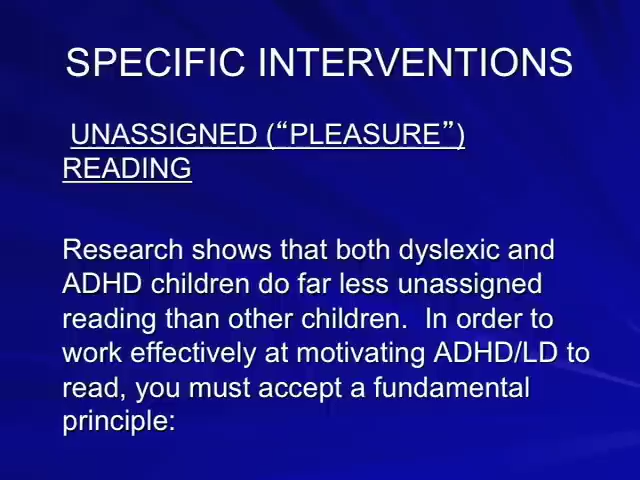 SPECIFIC INTERVENTIONS
UNASSIGNED (“PLEASURE”)
READING
Research shows that both dyslexic and
ADHD children do far less unassigned
reading than other children.  In order to
work effectively at motivating ADHD/LD to
read, you must accept a fundamental
principle: